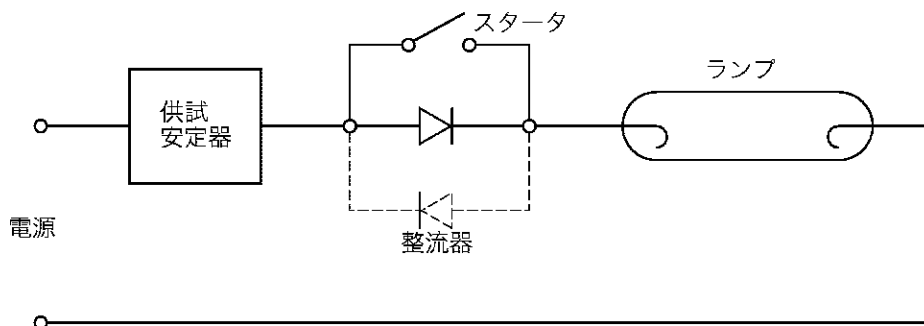 スタータ
ランプ
供試
安定器
電源
整流器